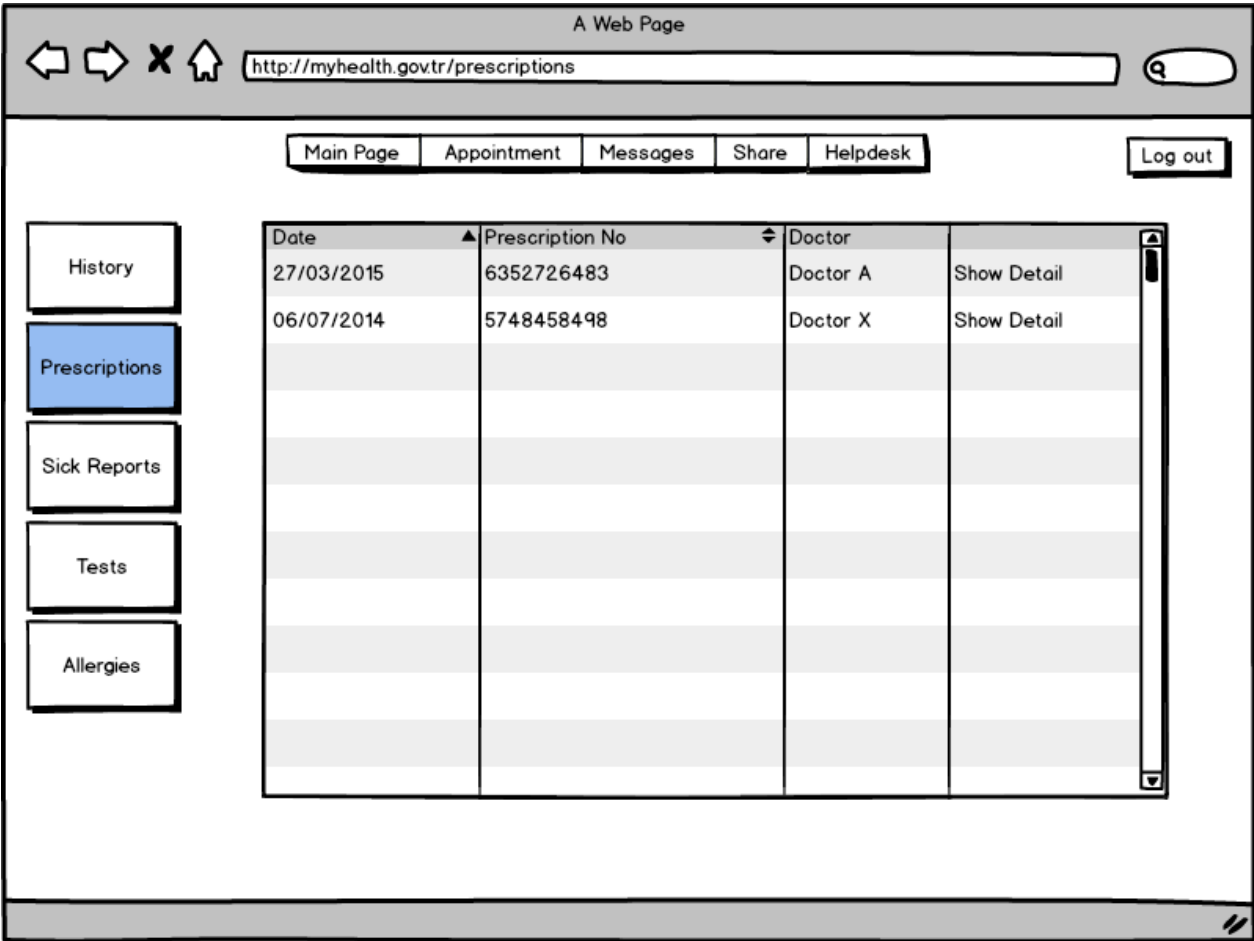 A Web Page
http://myhealth.gov.tr/prescriptions
Main Page Appointment Messages Share Helpdesk Log out
History
Prescriptions
Sick Reports
Tests
Allergies
Date Prescription No Doctor
27/03/2015 6352726483 Doctor A Show Detail
06/07/2014 5748458498 Doctor X Show Detail